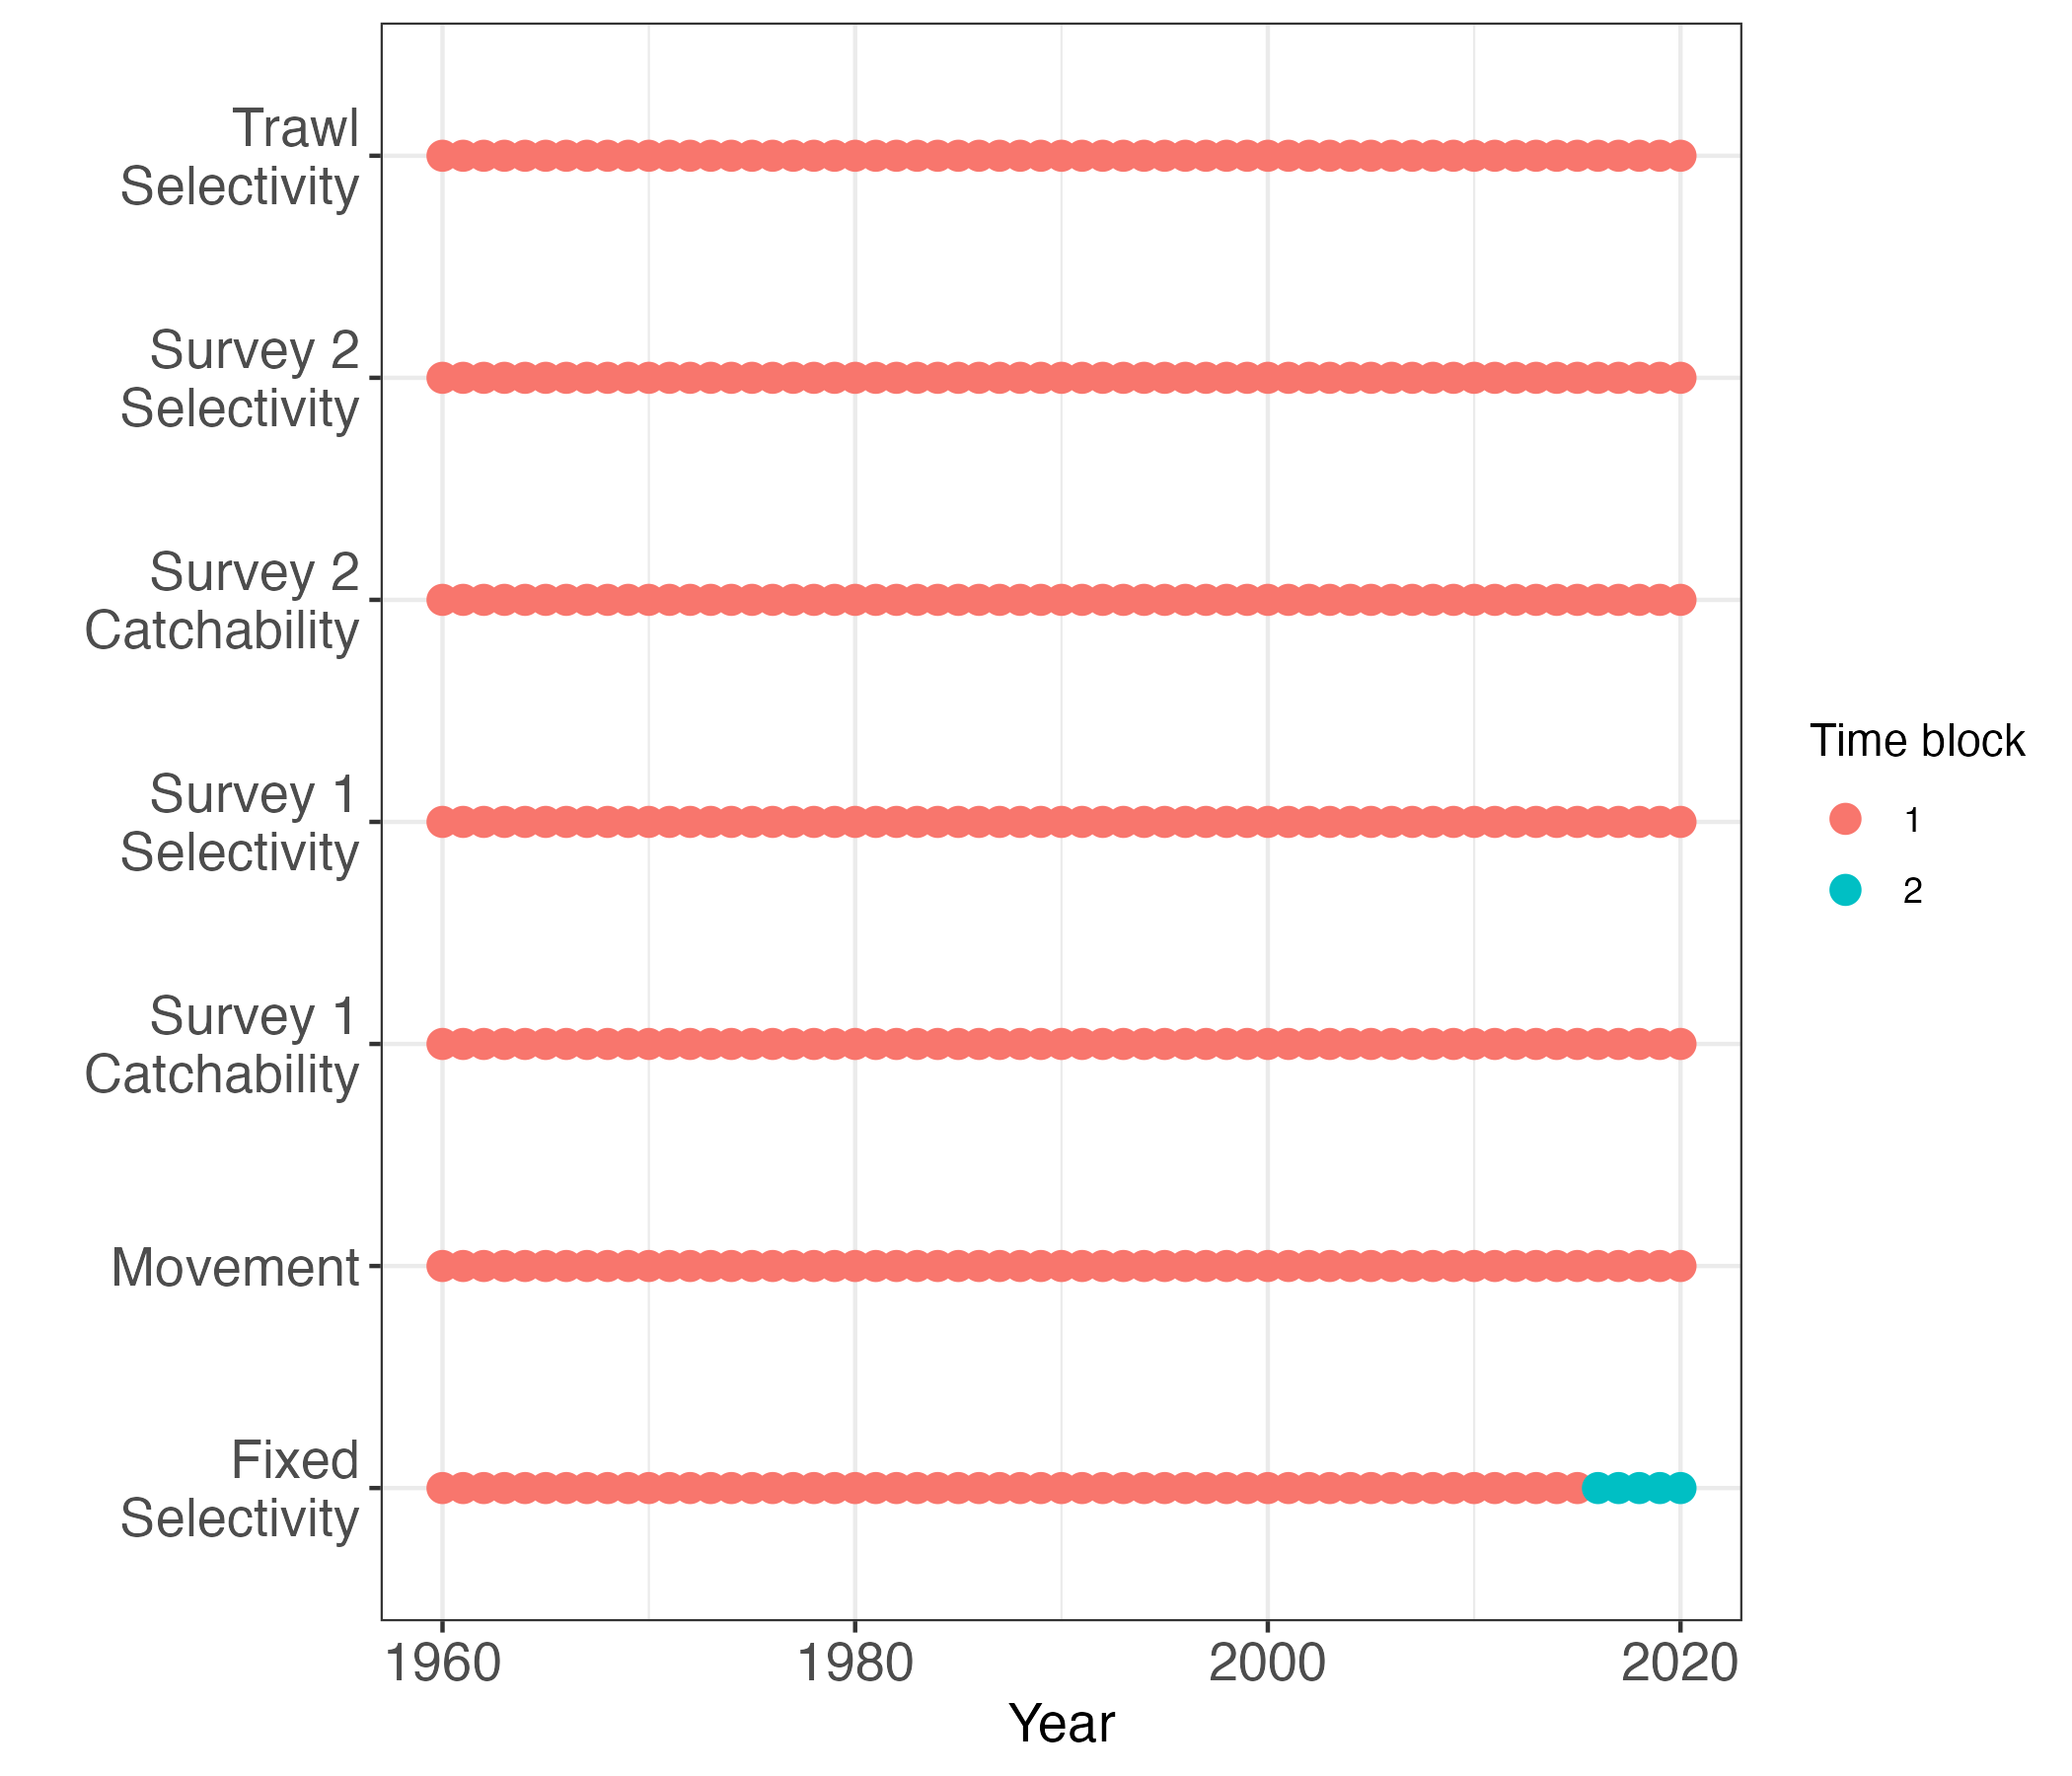 Trawl
Selectivity
Survey 2
Selectivity
Survey 2
Catchability
Survey 1
Selectivity
Survey 1
Catchability
Movement
Fixed
Selectivity
1960
1980
2000
2020
Year
Time block
1
2